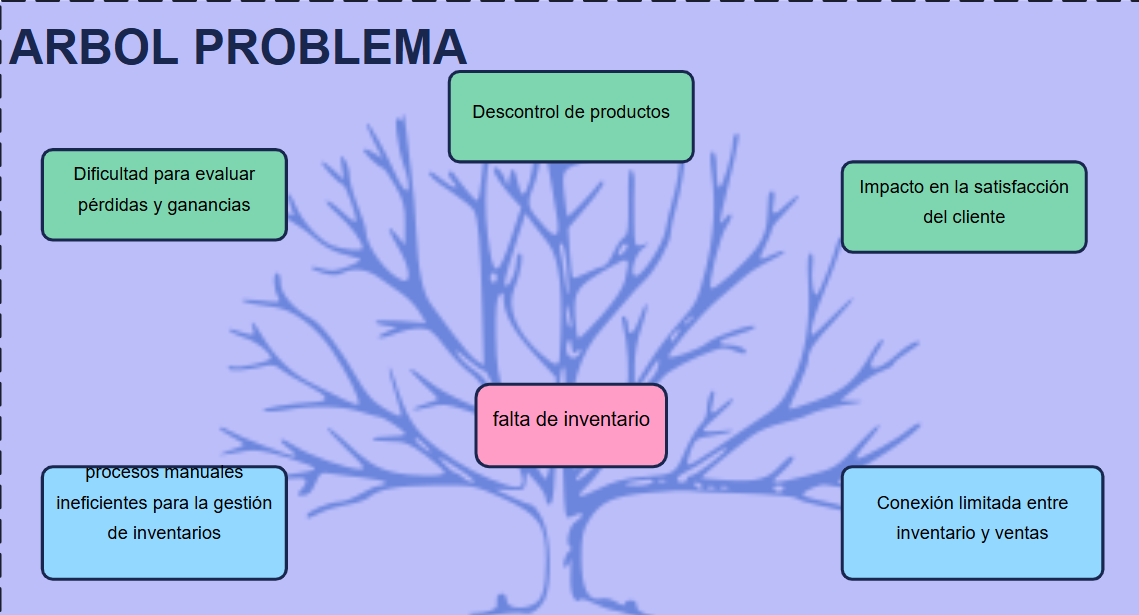 ARBOL PROBLEMA
Descontrol de productos
Dificultad para evaluar
pérdidas y ganancias
Impacto en la satisfacción
del cliente
falta de inventario
procesos manuales
ineficientes para la gestión
de inventarios
Conexión limitada entre
inventario y ventas